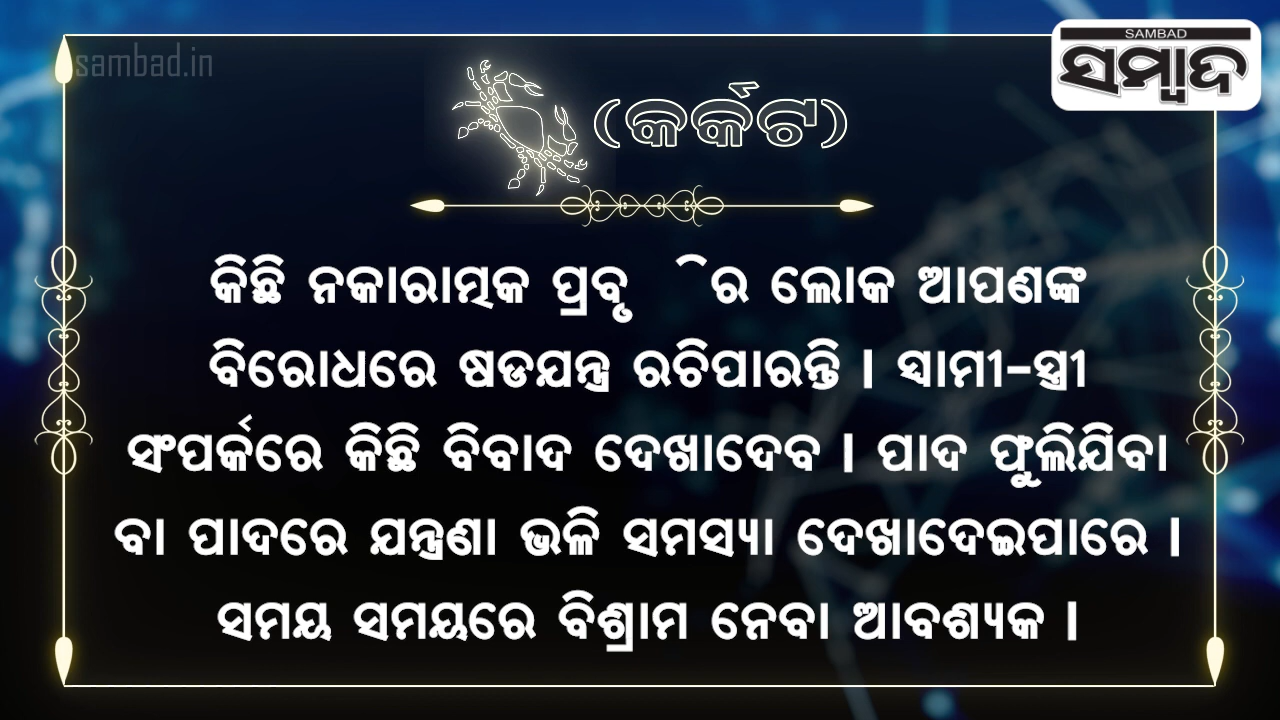 sambad.in
SAMBAD
ସମ୍ବାଦ
(କର୍କଟ)
କିଛି ନକାରାତ୍ମକ ର ଲୋକ ଆପଣଙ୍କ
ବିରୋଧରେ ଷଡଯନ୍ତ୍ର ରଚିପାରନ୍ତି । ସ୍ୱାମୀ-ସ୍ତ୍ରୀ
ସଂପର୍କରେ କିଛି ବିବାଦ ଦେଖାଦେବ । ପାଦ ଫୁଲିଯିବା
ବା ପାଦରେ ଯନ୍ତ୍ରଣା ଭଳି ସମସ୍ୟା ଦେଖାଦେଇପାରେ ।
ସମୟ ସମୟରେ ବିଶ୍ରାମ ନେବା ଆବଶ୍ୟକ ।